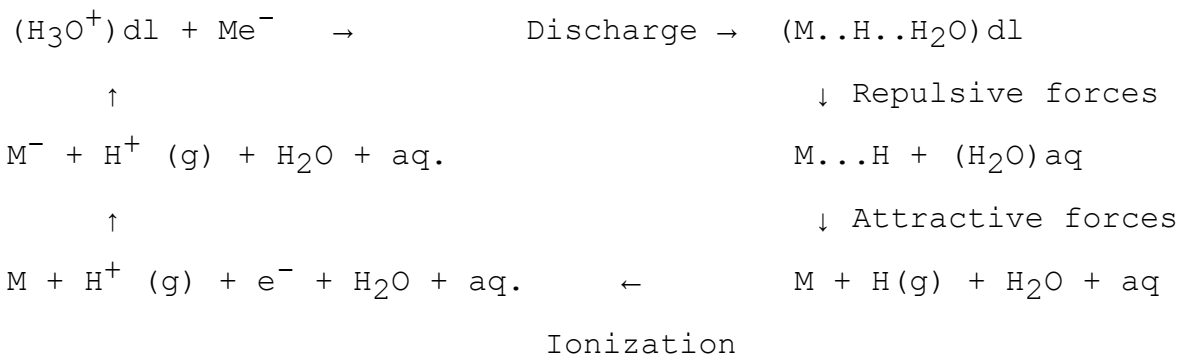 (H₃O⁺)dl + Me⁻ → Discharge → (M..H..H₂O)dl
↑ ↓ Repulsive forces
M⁻ + H⁺ (g) + H₂O + aq. M...H + (H₂O)aq
↑ ↓ Attractive forces
M + H⁺ (g) + e⁻ + H₂O + aq. ← M + H(g) + H₂O + aq
Ionization